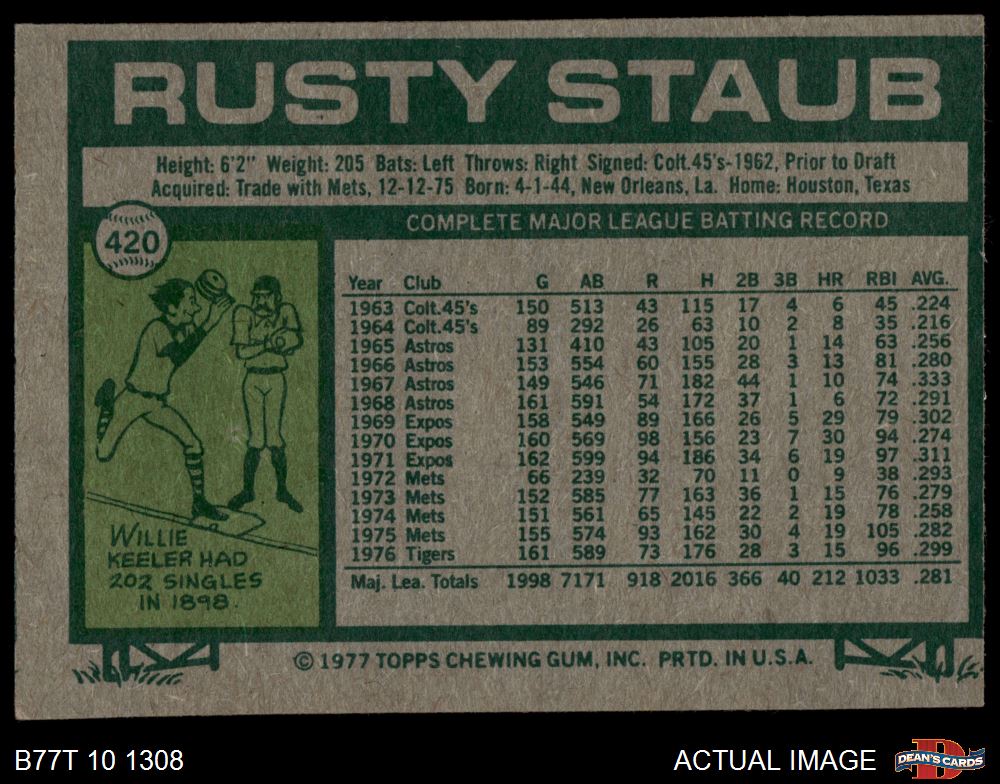 RUSTY STAUB
Height: 6'2" Weight: 205 Bats: Left Throws: Right Signed: Colt.45's-1962, Prior to Draft
Acquired: Trade with Mets, 12-12-75 Born: 4-1-44, New Orleans, La. Home: Houston, Texas
420
COMPLETE MAJOR LEAGUE BATTING RECORD
Year Club G AB R H 2B 3B HR RBI AVG.
1963 Colt.45's 150 513 43 115 17 4 6 45 .224
1964 Colt.45's 89 292 26 63 10 2 8 35 .216
1965 Astros 131 410 43 105 20 1 14 63 .256
1966 Astros 153 554 60 155 28 3 13 81 .280
1967 Astros 149 546 71 182 44 1 10 74 .333
1968 Astros 161 591 54 172 37 1 6 72 .291
1969 Expos 158 549 89 166 26 5 29 79 .302
1970 Expos 160 569 98 156 23 7 30 94 .274
1971 Expos 162 599 94 186 34 6 19 97 .311
1972 Mets 66 239 32 70 11 0 9 38 .293
1973 Mets 152 585 77 163 36 1 15 76 .279
1974 Mets 151 561 65 145 22 2 19 78 .258
1975 Mets 155 574 93 162 30 4 19 105 .282
1976 Tigers 161 589 73 176 28 3 15 96 .299
Maj. Lea. Totals 1998 7171 918 2016 366 40 212 1033 .281
WILLIE
KEELER HAD
202 SINGLES
IN 1898.
© 1977 TOPPS CHEWING GUM, INC. PRTD. IN U.S.A.
B77T 10 1308
ACTUAL IMAGE
D
DEAN'S CARDS